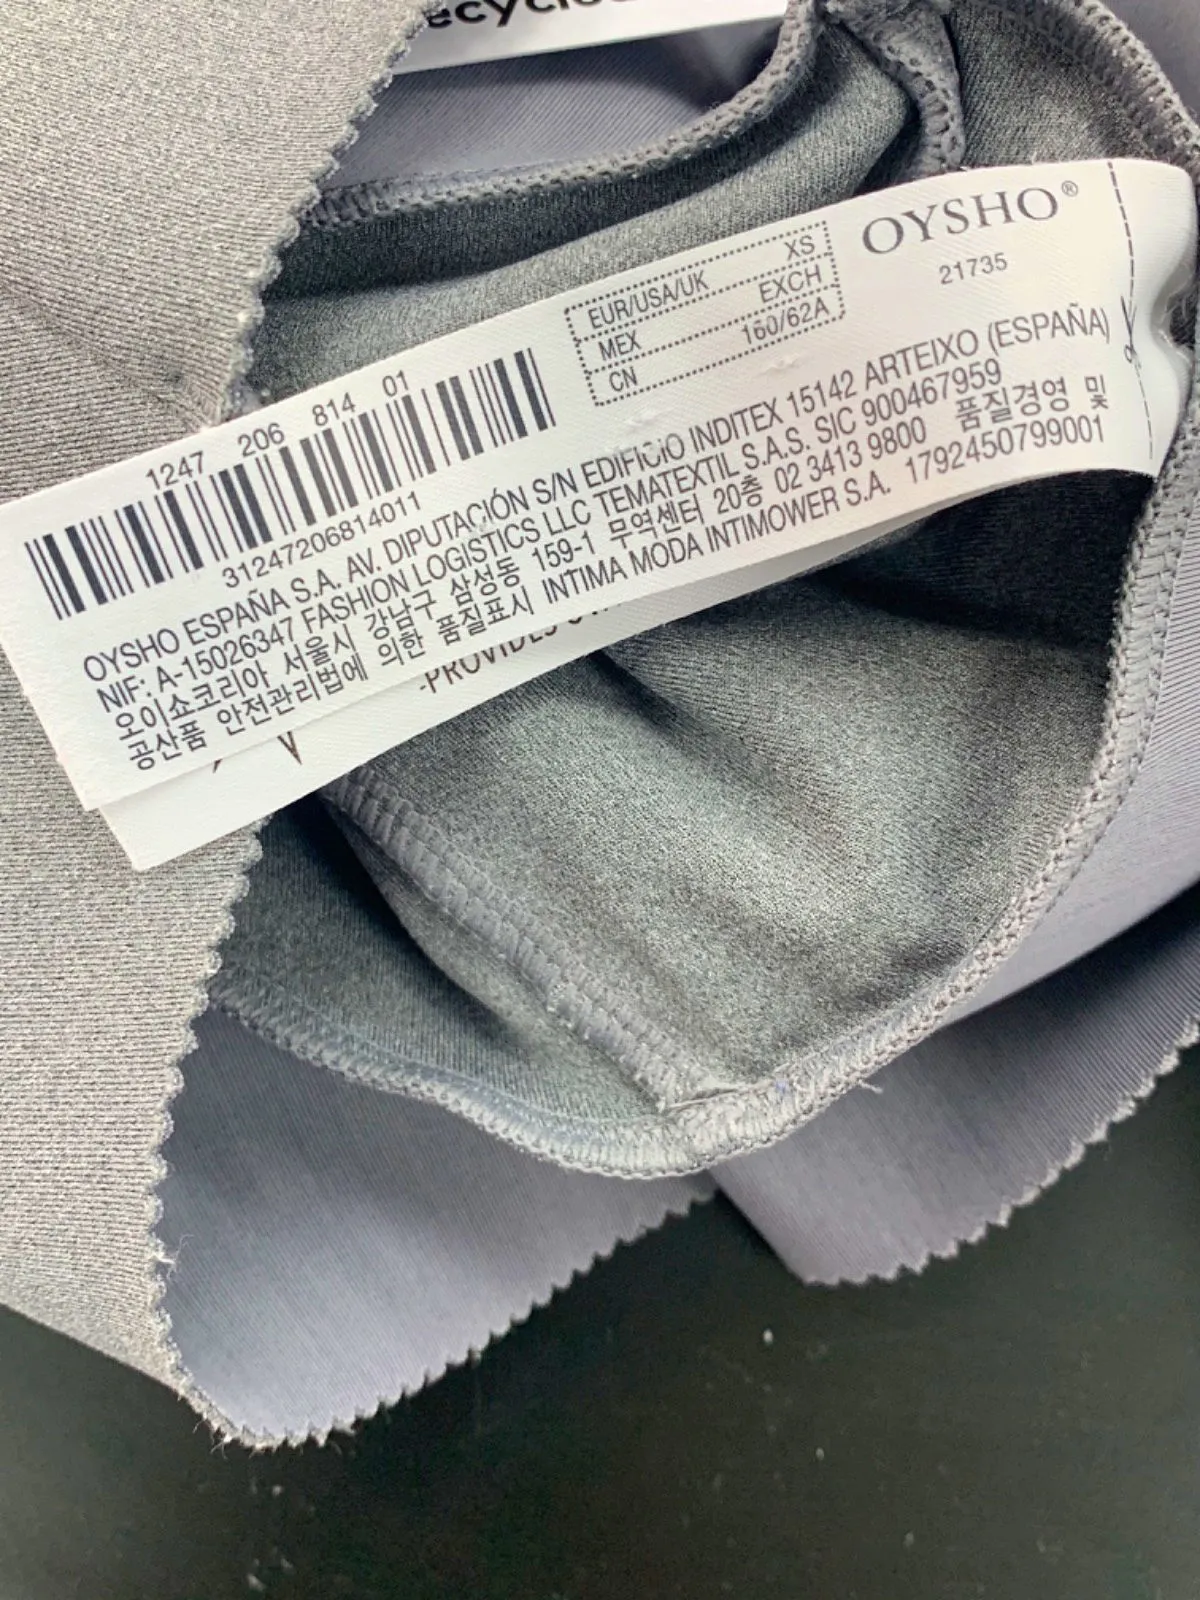 OYSHO®
21735
EUR/USA/UK XS
MEX EXCH
CN 160/62A
1247 206 814 01
31247206814011
OYSHO ESPAÑA S.A. AV. DIPUTACIÓN S/N EDIFICIO INDITEX 15142 ARTEIXO (ESPAÑA)
NIF: A-15026347 FASHION LOGISTICS LLC TEMATEXTIL S.A.S. SIC 900467959
오이쇼코리아 서울시 강남구 삼성동 159-1 무역센터 20층 02 3413 9800 품질경영 및
공산품 안전관리법에 의한 품질표시 INTIMA MODA INTIMOWER S.A. 1792450799001
-PROVIDES